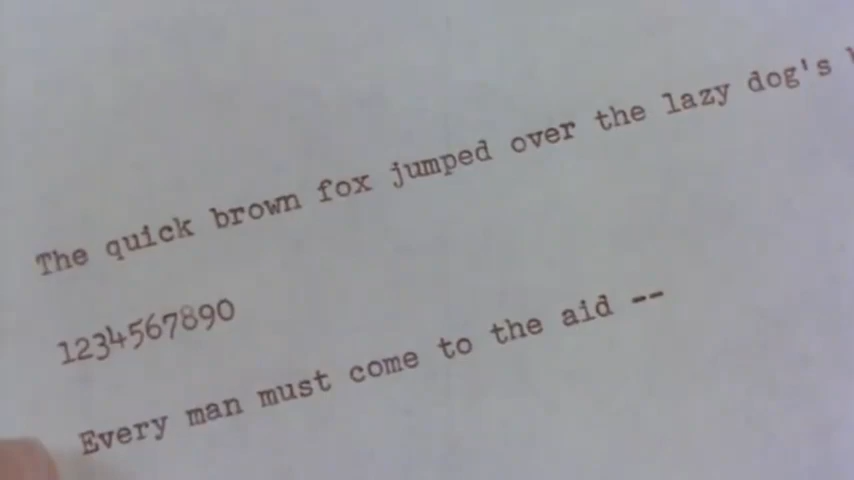 The quick brown fox jumped over the lazy dog's
1234567890
Every man must come to the aid --